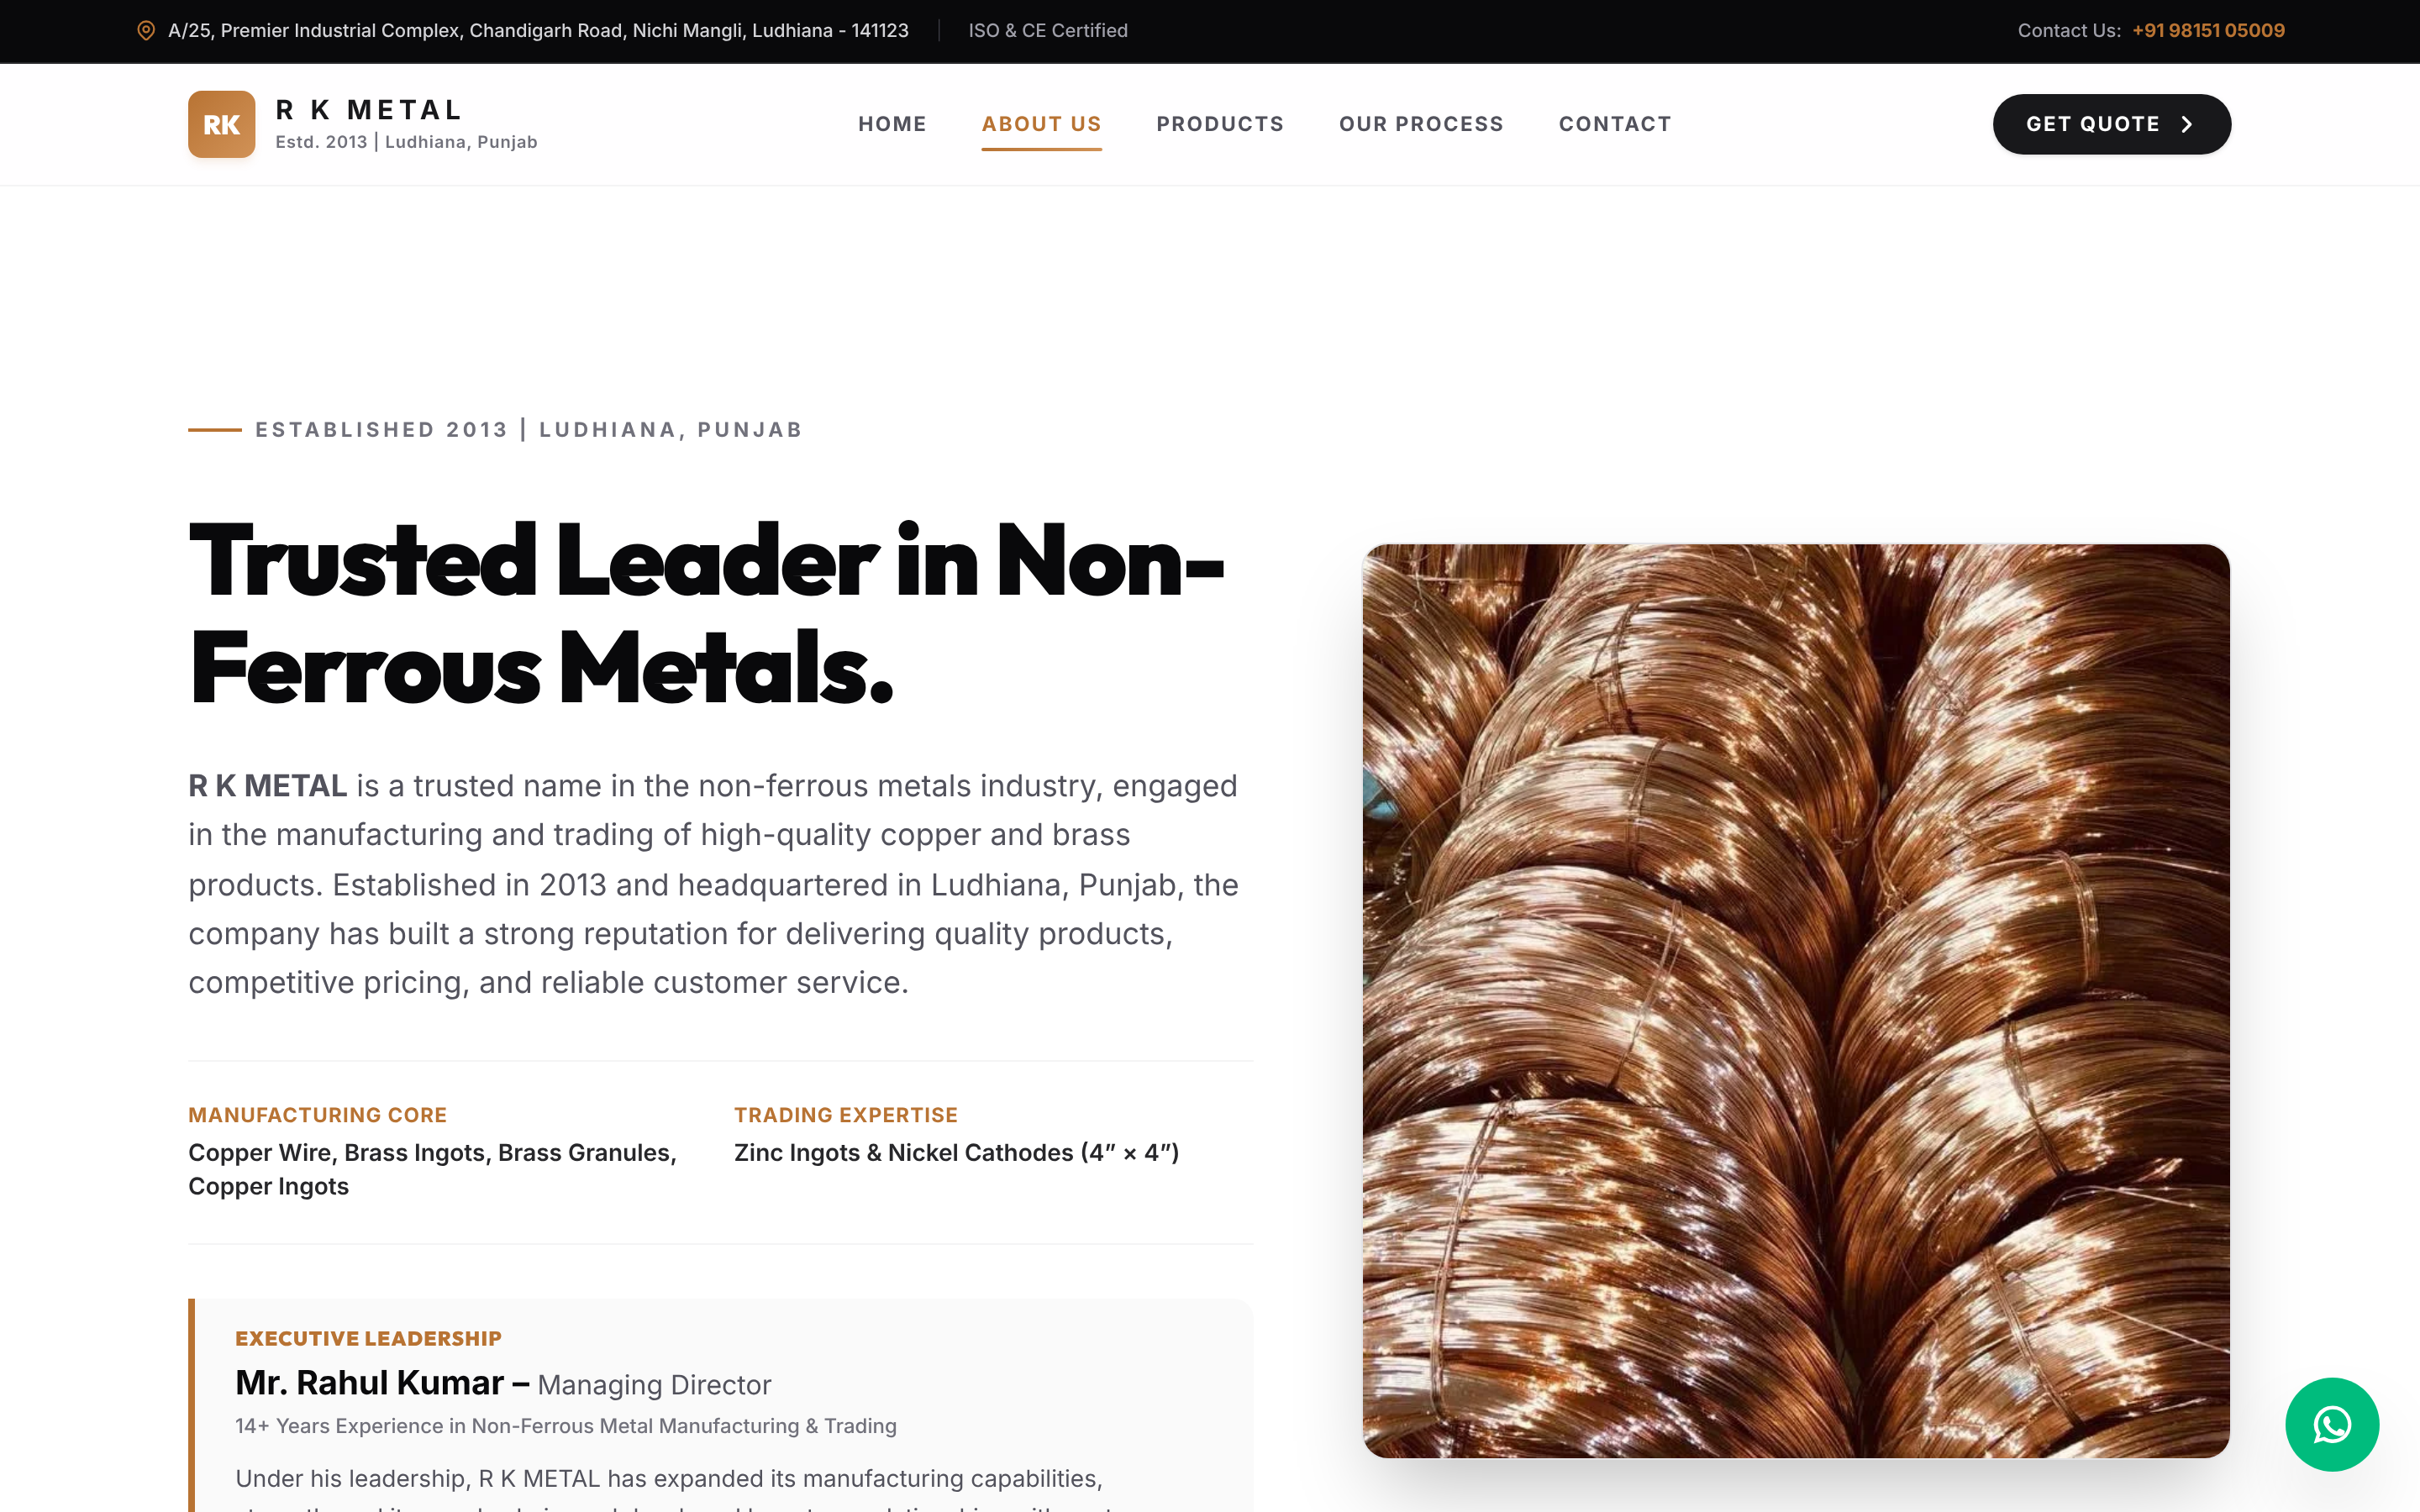 A/25, Premier Industrial Complex, Chandigarh Road, Nichi Mangli, Ludhiana - 141123
ISO & CE Certified
Contact Us: +91 98151 05009
RK
R K METAL
Estd. 2013 | Ludhiana, Punjab
HOME
ABOUT US
PRODUCTS
OUR PROCESS
CONTACT
GET QUOTE
ESTABLISHED 2013 | LUDHIANA, PUNJAB
Trusted Leader in Non-
Ferrous Metals.
R K METAL is a trusted name in the non-ferrous metals industry, engaged
in the manufacturing and trading of high-quality copper and brass
products. Established in 2013 and headquartered in Ludhiana, Punjab, the
company has built a strong reputation for delivering quality products,
competitive pricing, and reliable customer service.
MANUFACTURING CORE
Copper Wire, Brass Ingots, Brass Granules,
Copper Ingots
TRADING EXPERTISE
Zinc Ingots & Nickel Cathodes (4” × 4”)
EXECUTIVE LEADERSHIP
Mr. Rahul Kumar – Managing Director
14+ Years Experience in Non-Ferrous Metal Manufacturing & Trading
Under his leadership, R K METAL has expanded its manufacturing capabilities,